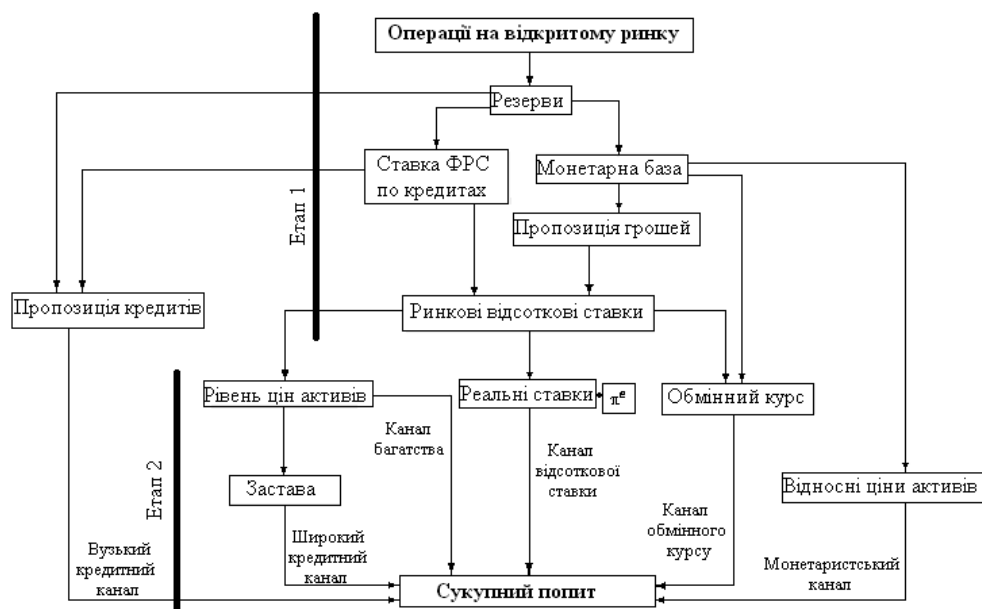 Операції на відкритому ринку
Резерви
Ставка ФРС
по кредитах
Монетарна база
Етап 1
Пропозиція грошей
Пропозиція кредитів
Ринкові відсоткові ставки
Рівень цін активів
Реальні ставки
πᵉ
Обмінний курс
Канал
багатства
Канал
відсоткової
ставки
Етап 2
Застава
Відносні ціни активів
Канал
обмінного
курсу
Вузький
кредитний
канал
Широкий
кредитний
канал
Монетаристський
канал
Сукупний попит